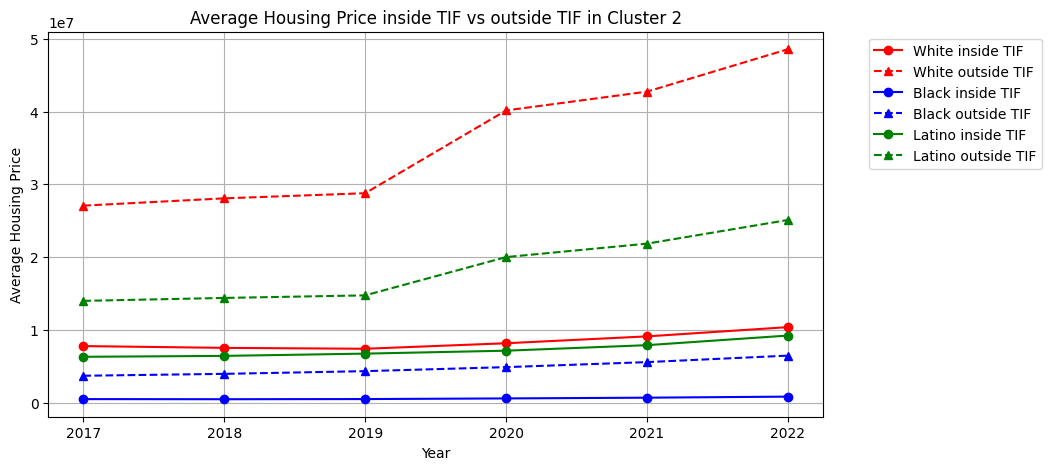 Average Housing Price inside TIF vs outside TIF in Cluster 2
1e7
5
4
3
2
1
0
Average Housing Price
2017 2018 2019 2020 2021 2022
Year
White inside TIF
White outside TIF
Black inside TIF
Black outside TIF
Latino inside TIF
Latino outside TIF